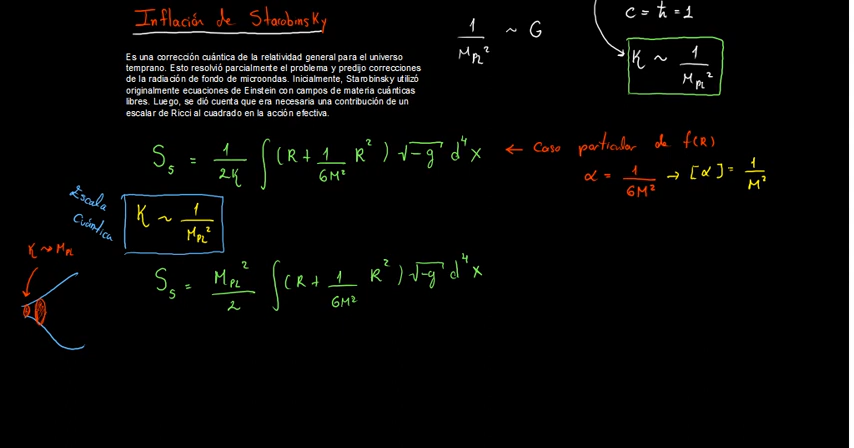 Inflación de Starobinsky
1/M_PL² ~ G
c = ħ = 1
K ~ 1/M_PL²
Es una corrección cuántica de la relatividad general para el universo
temprano. Esto resolvió parcialmente el problema y predijo correcciones
de la radiación de fondo de microondas. Inicialmente, Starobinsky utilizó
originalmente ecuaciones de Einstein con campos de materia cuánticas
libres. Luego, se dió cuenta que era necesaria una contribución de un
escalar de Ricci al cuadrado en la acción efectiva.
S_S = 1/2K ∫ (R + 1/6M² R²) √-g d⁴x ← Caso particular de f(R)
α = 1/6M² → [α] = 1/M²
Escala
Cuántica
K ~ 1/M_PL²
K ~> M_PL
S_S = M_PL²/2 ∫ (R + 1/6M² R²) √-g d⁴x